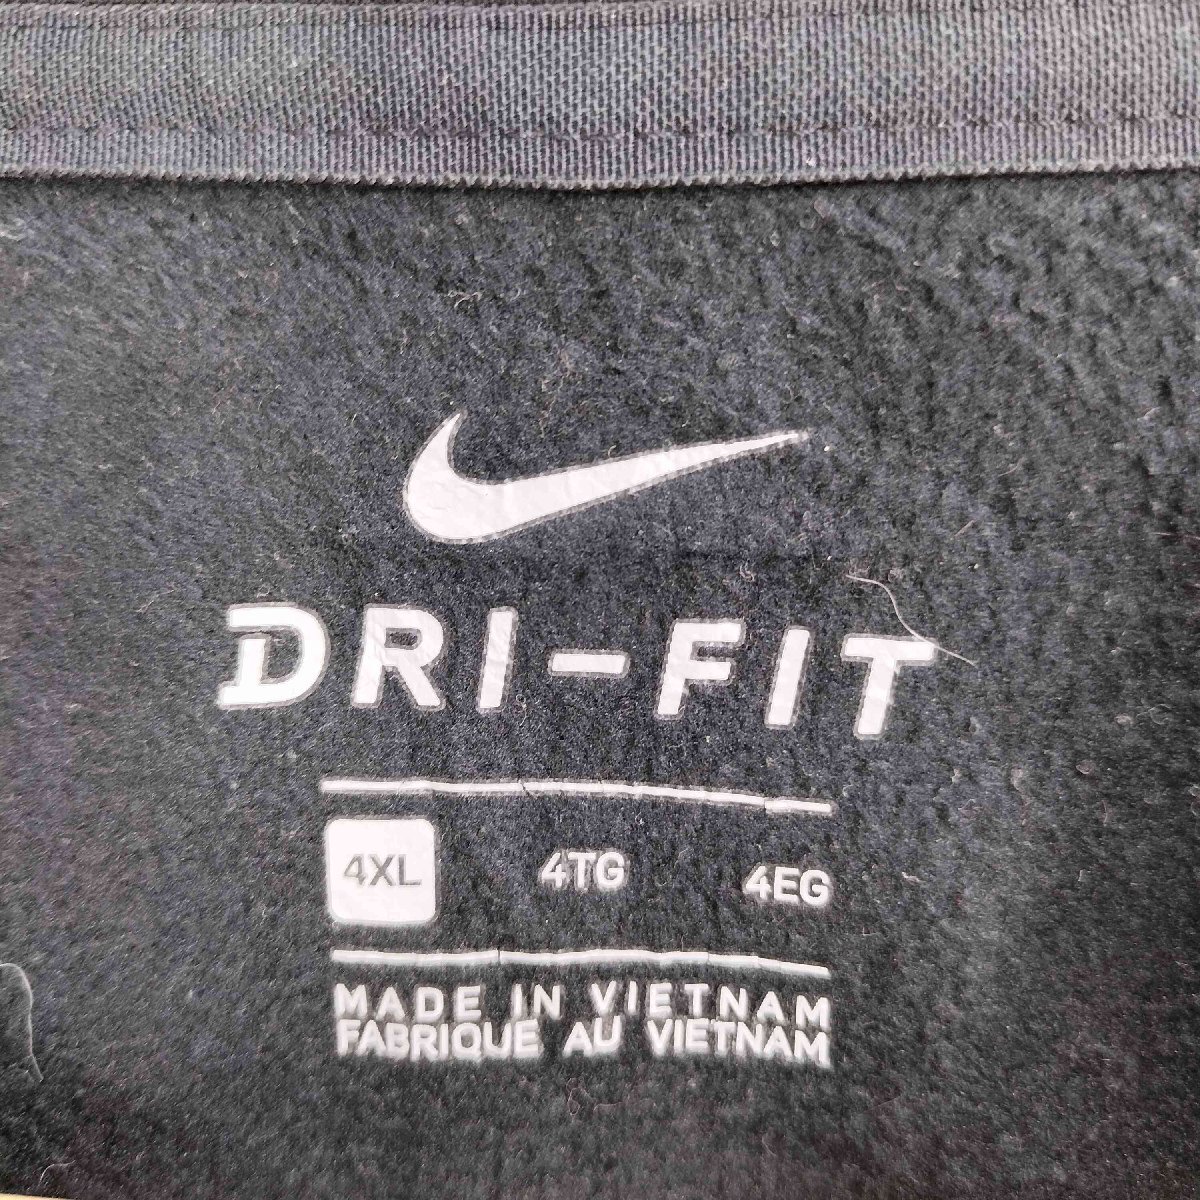 DRI-FIT
4XL 4TG 4EG
MADE IN VIETNAM
FABRIQUE AU VIETNAM